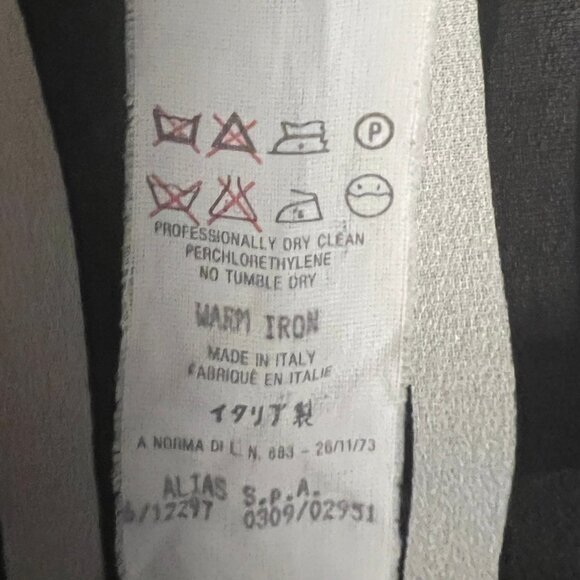 P
PROFESSIONALLY DRY CLEAN
PERCHLORETHYLENE
NO TUMBLE DRY
WARM IRON
MADE IN ITALY
FABRIQUÉ EN ITALIE
イタリア製
A NORMA DI L. N. 883 - 26/11/73
ALIAS S.p.A.
/12297 0309/02951